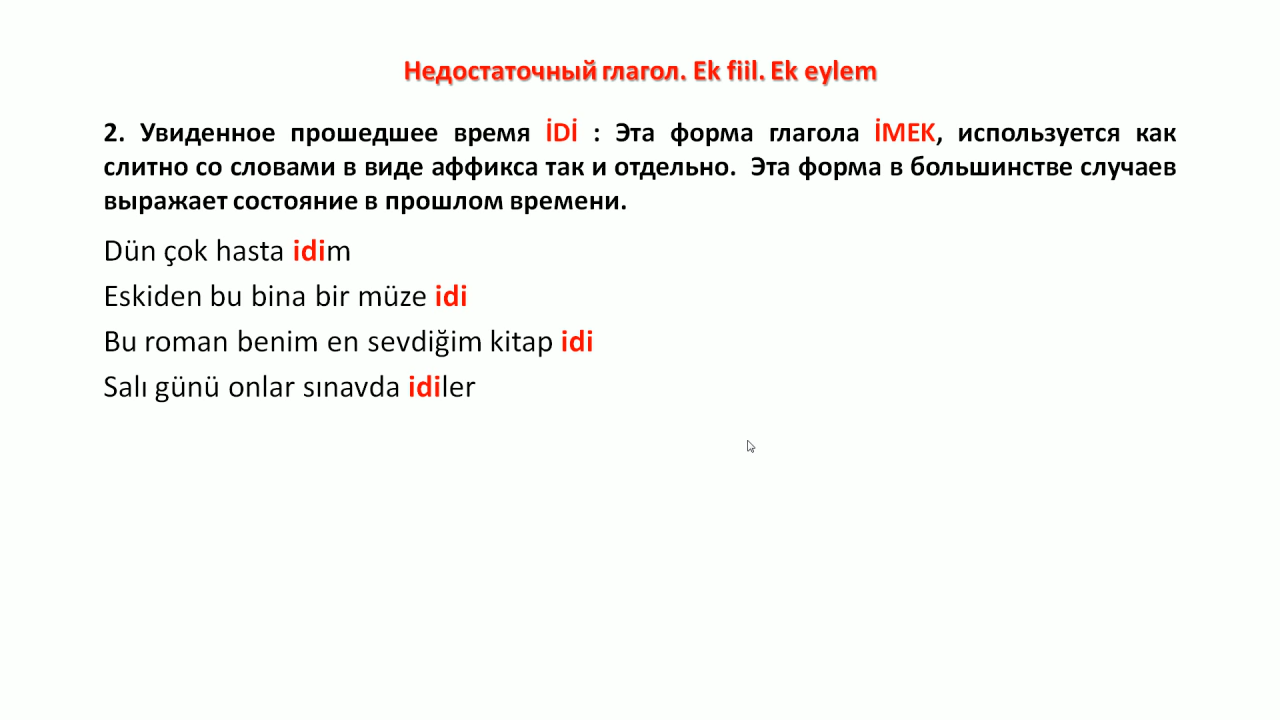 Недостаточный глагол. Ek fiil. Ek eylem
2. Увиденное прошедшее время İDİ : Эта форма глагола İMEK, используется как
слитно со словами в виде аффикса так и отдельно. Эта форма в большинстве случаев
выражает состояние в прошлом времени.
Dün çok hasta idim
Eskiden bu bina bir müze idi
Bu roman benim en sevdiğim kitap idi
Salı günü onlar sınavda idiler